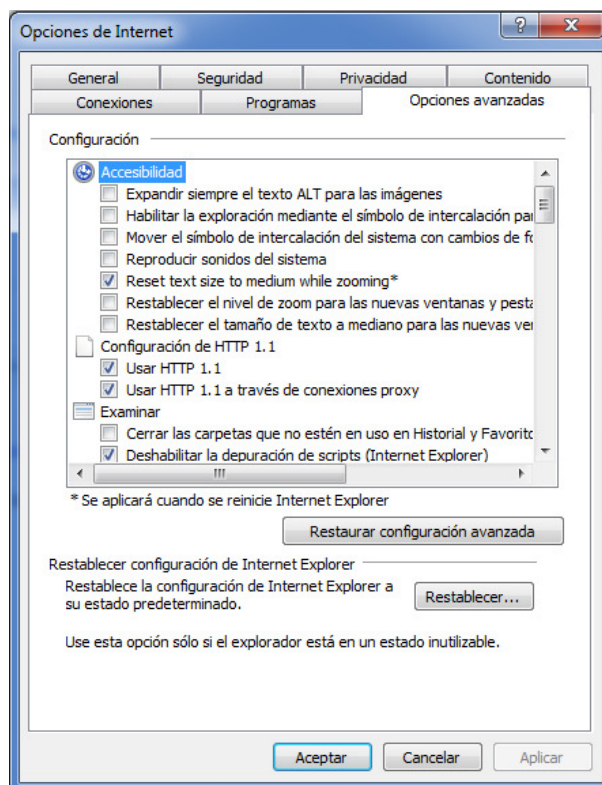 Opciones de Internet
General Seguridad Privacidad Contenido
Conexiones Programas Opciones avanzadas
Configuración
Accesibilidad
Expandir siempre el texto ALT para las imágenes
Habilitar la exploración mediante el símbolo de intercalación
Mover el símbolo de intercalación del sistema con cambios de
Reproducir sonidos del sistema
Reset text size to medium while zooming*
Restablecer el nivel de zoom para las nuevas ventanas y
Restablecer el tamaño de texto a mediano para las nuevas
Configuración de HTTP 1.1
Usar HTTP 1.1
Usar HTTP 1.1 a través de conexiones proxy
Examinar
Cerrar las carpetas que no estén en uso en Historial y
Deshabilitar la depuración de scripts (Internet Explorer)
* Se aplicará cuando se reinicie Internet Explorer
Restaurar configuración avanzada
Restablecer configuración de Internet Explorer
Restablece la configuración de Internet Explorer a
su estado predeterminado.
Restablecer...
Use esta opción sólo si el explorador está en un estado inutilizable.
Aceptar Cancelar Aplicar